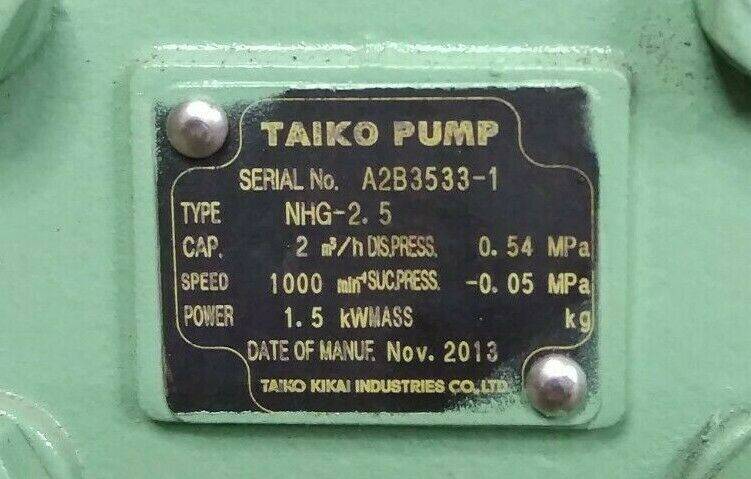 TAIKO PUMP
SERIAL No. A2B3533-1
TYPE NHG-2.5
CAP. 2 m³/h DIS.PRESS. 0.54 MPa
SPEED 1000 min⁻¹ SUC.PRESS. -0.05 MPa
POWER 1.5 kW MASS kg
DATE OF MANUF. Nov. 2013
TAIKO KIKAI INDUSTRIES CO.,LTD.